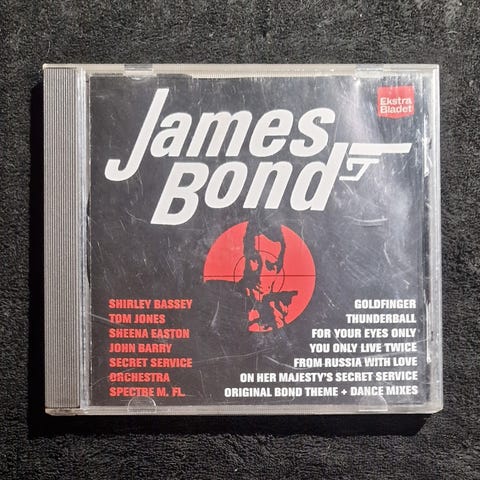 Ekstra
Bladet
James
Bond
SHIRLEY BASSEY
TOM JONES
SHEENA EASTON
JOHN BARRY
SECRET SERVICE
ORCHESTRA
SPECTRE M. FL.
GOLDFINGER
THUNDERBALL
FOR YOUR EYES ONLY
YOU ONLY LIVE TWICE
FROM RUSSIA WITH LOVE
ON HER MAJESTY'S SECRET SERVICE
ORIGINAL BOND THEME + DANCE MIXES